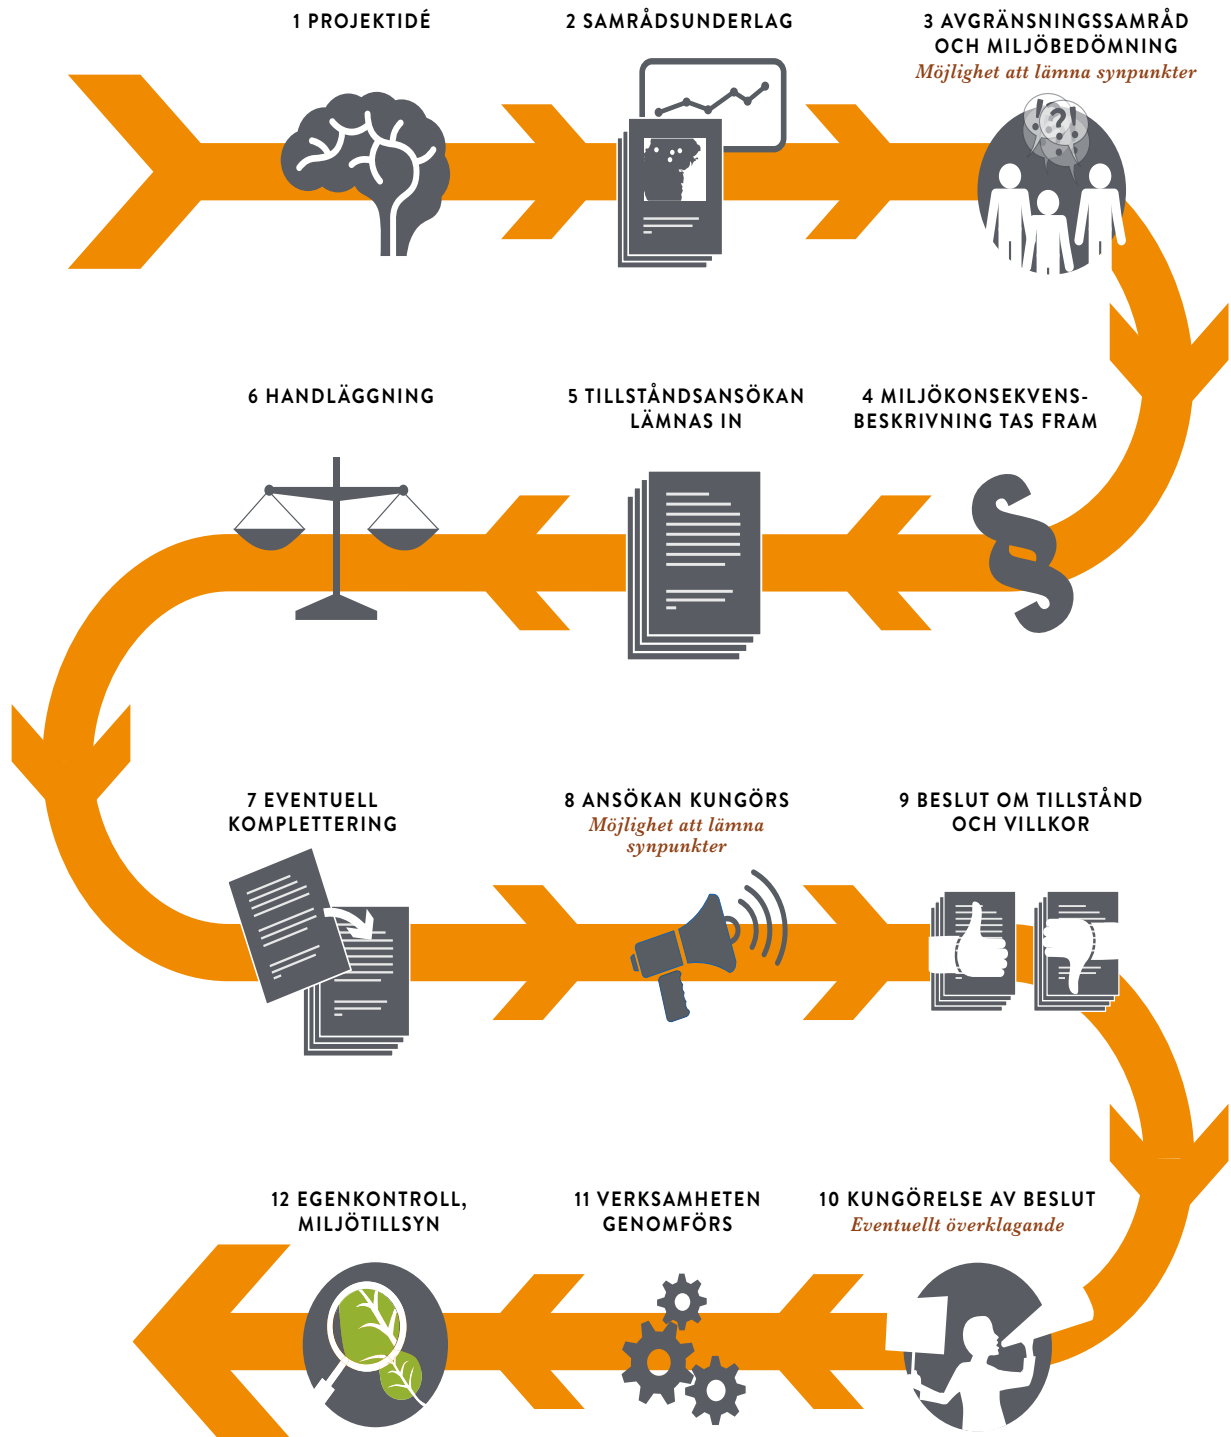 1 PROJEKTIDÉ
2 SAMRÅDSUNDERLAG
3 AVGRÄNSNINGSSAMRÅD
OCH MILJÖBEDÖMNING
Möjlighet att lämna synpunkter
!?!
4 MILJÖKONSEKVENS-
BESKRIVNING TAS FRAM
§
5 TILLSTÅNDSANSÖKAN
LÄMNAS IN
6 HANDLÄGGNING
7 EVENTUELL
KOMPLETTERING
8 ANSÖKAN KUNGÖRS
Möjlighet att lämna
synpunkter
9 BESLUT OM TILLSTÅND
OCH VILLKOR
10 KUNGÖRELSE AV BESLUT
Eventuellt överklagande
11 VERKSAMHETEN
GENOMFÖRS
12 EGENKONTROLL,
MILJÖTILLSYN